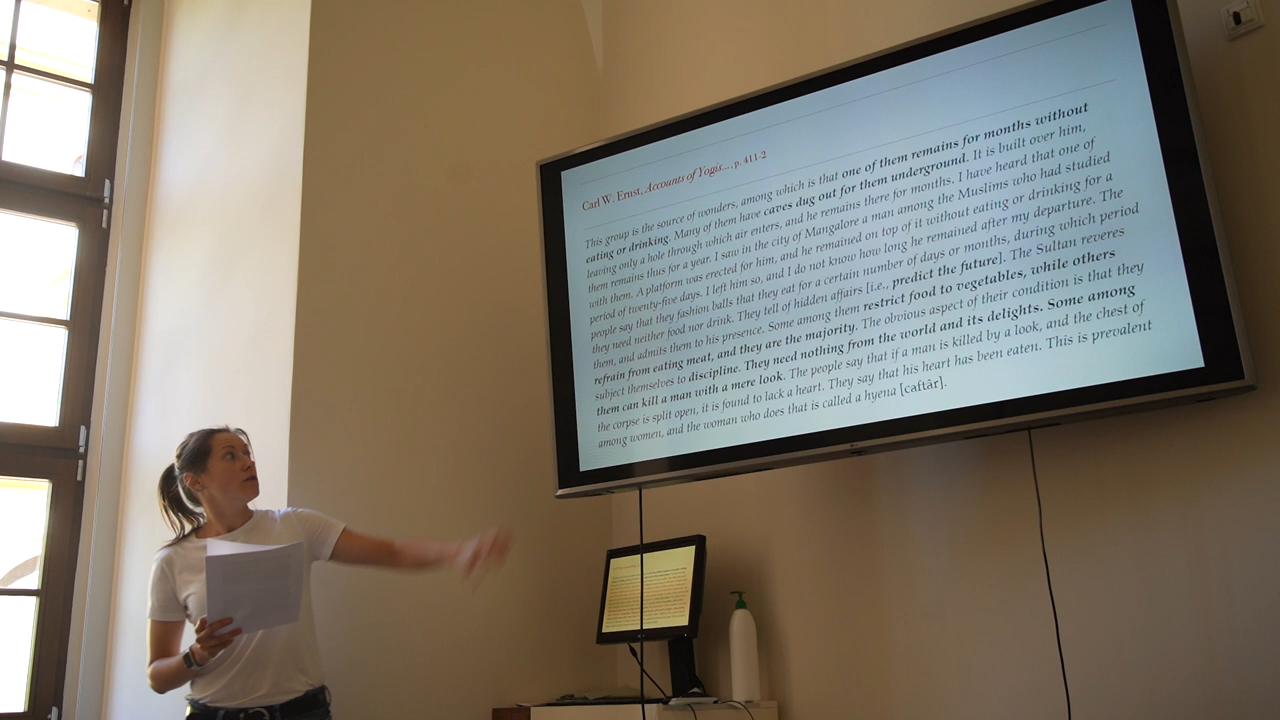 Carl W. Ernst, Accounts of Yogis..., p. 411-2
This group is the source of wonders, among which is that one of them remains for months without
eating or drinking. Many of them have caves dug out for them underground. It is built over him,
leaving only a hole through which air enters, and he remains there for months. I have heard that one of
them remains thus for a year. I saw in the city of Mangalore a man among the Muslims who had studied
with them. A platform was erected for him, and he remained on top of it without eating or drinking for a
period of twenty-five days. I left him so, and I do not know how long he remained after my departure. The
people say that they fashion balls that they eat for a certain number of days or months, during which period
they need neither food nor drink. They tell of hidden affairs [i.e., predict the future]. The Sultan reveres
them, and admits them to his presence. Some among them restrict food to vegetables, while others
refrain from eating meat, and they are the majority. The obvious aspect of their condition is that they
subject themselves to discipline. They need nothing from the world and its delights. Some among
them can kill a man with a mere look. The people say that if a man is killed by a look, and the chest of
the corpse is split open, it is found to lack a heart. They say that his heart has been eaten. This is prevalent
among women, and the woman who does that is called a hyena [caftâr].